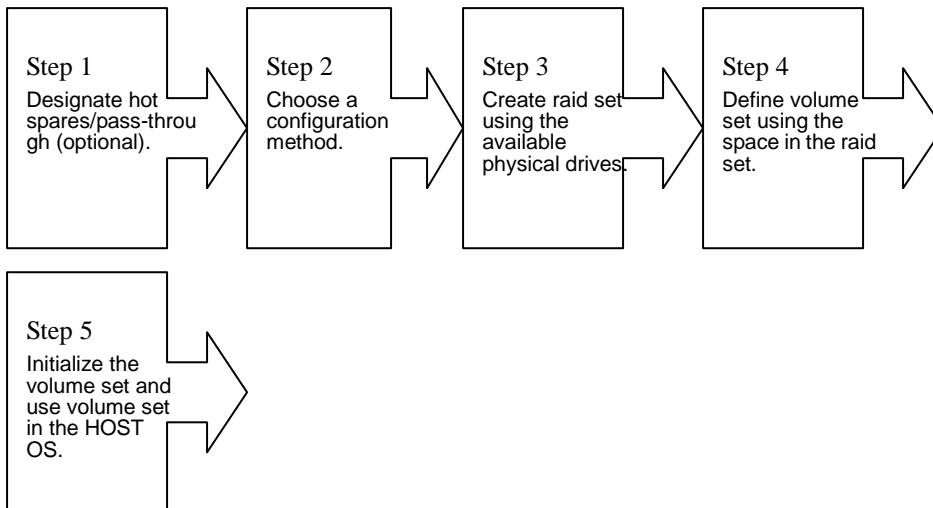 Step 1
Designate hot
spares/pass-throu
gh (optional).
Step 2
Choose a
configuration
method.
Step 3
Create raid set
using the
available
physical drives.
Step 4
Define volume
set using the
space in the raid
set.
Step 5
Initialize the
volume set and
use volume set
in the HOST
OS.